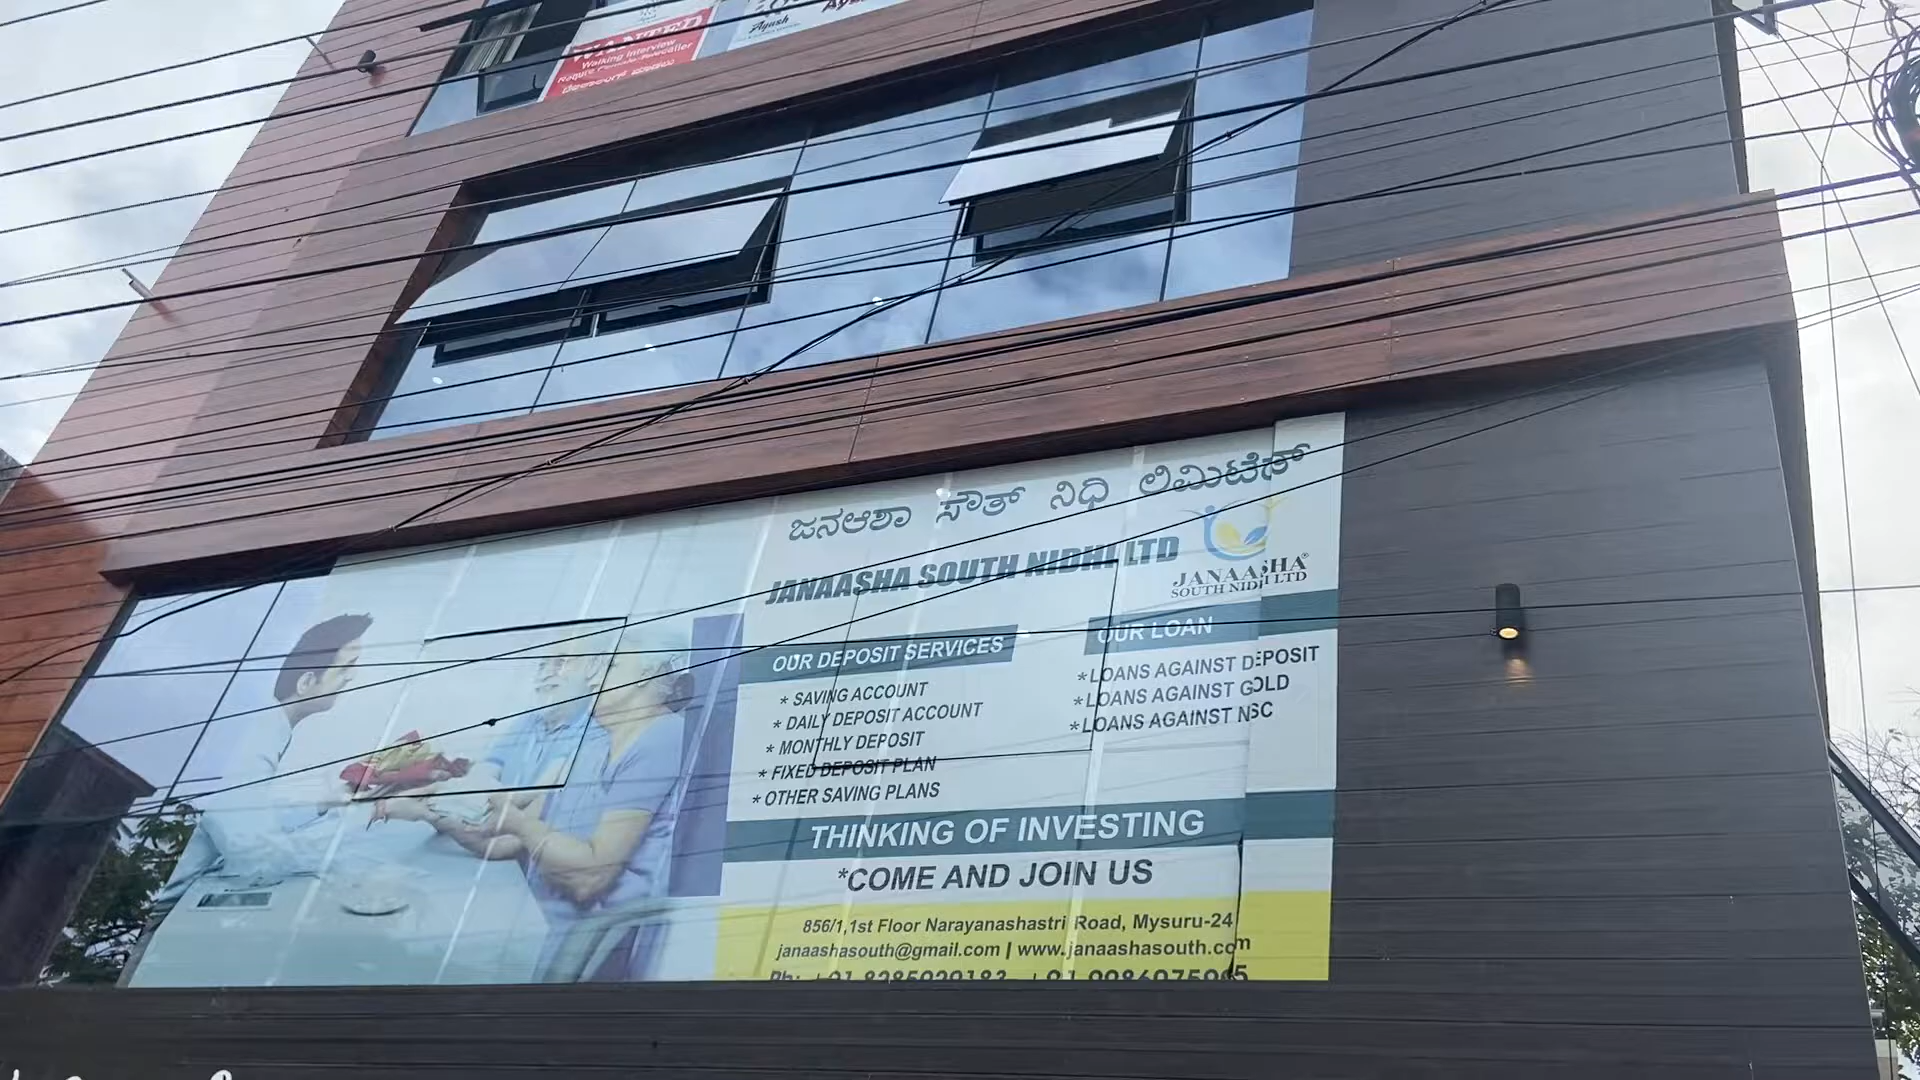 WANTED
Walking Interview
Ayush
ಜನಆಶಾ ಸೌತ್ ನಿಧಿ ಲಿಮಿಟೆಡ್
JANAASHA SOUTH NIDHI LTD
JANAASHA®
SOUTH NIDHI LTD
OUR DEPOSIT SERVICES
* SAVING ACCOUNT
* DAILY DEPOSIT ACCOUNT
* MONTHLY DEPOSIT
* FIXED DEPOSIT PLAN
* OTHER SAVING PLANS
OUR LOAN
*LOANS AGAINST DEPOSIT
*LOANS AGAINST GOLD
*LOANS AGAINST NSC
THINKING OF INVESTING
*COME AND JOIN US
856/1,1st Floor Narayanashastri Road, Mysuru-24
janaashasouth@gmail.com | www.janaashasouth.com
Ph: